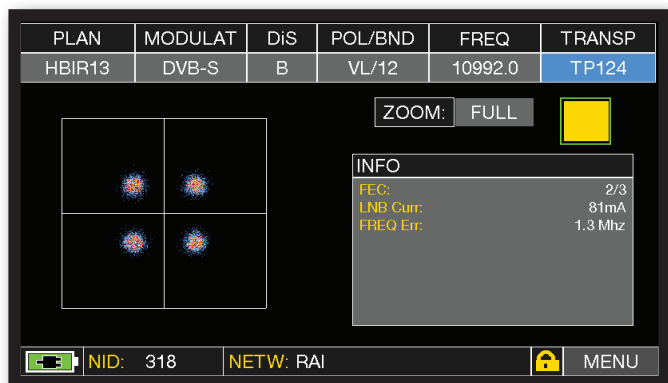 PLAN MODULAT DiS POL/BND FREQ TRANSP
HBIR13 DVB-S B VL/12 10992.0 TP124
ZOOM: FULL
INFO
FEC: 2/3
LNB Curr: 81mA
FREQ Err: 1.3 Mhz
NID: 318 NETW: RAI MENU